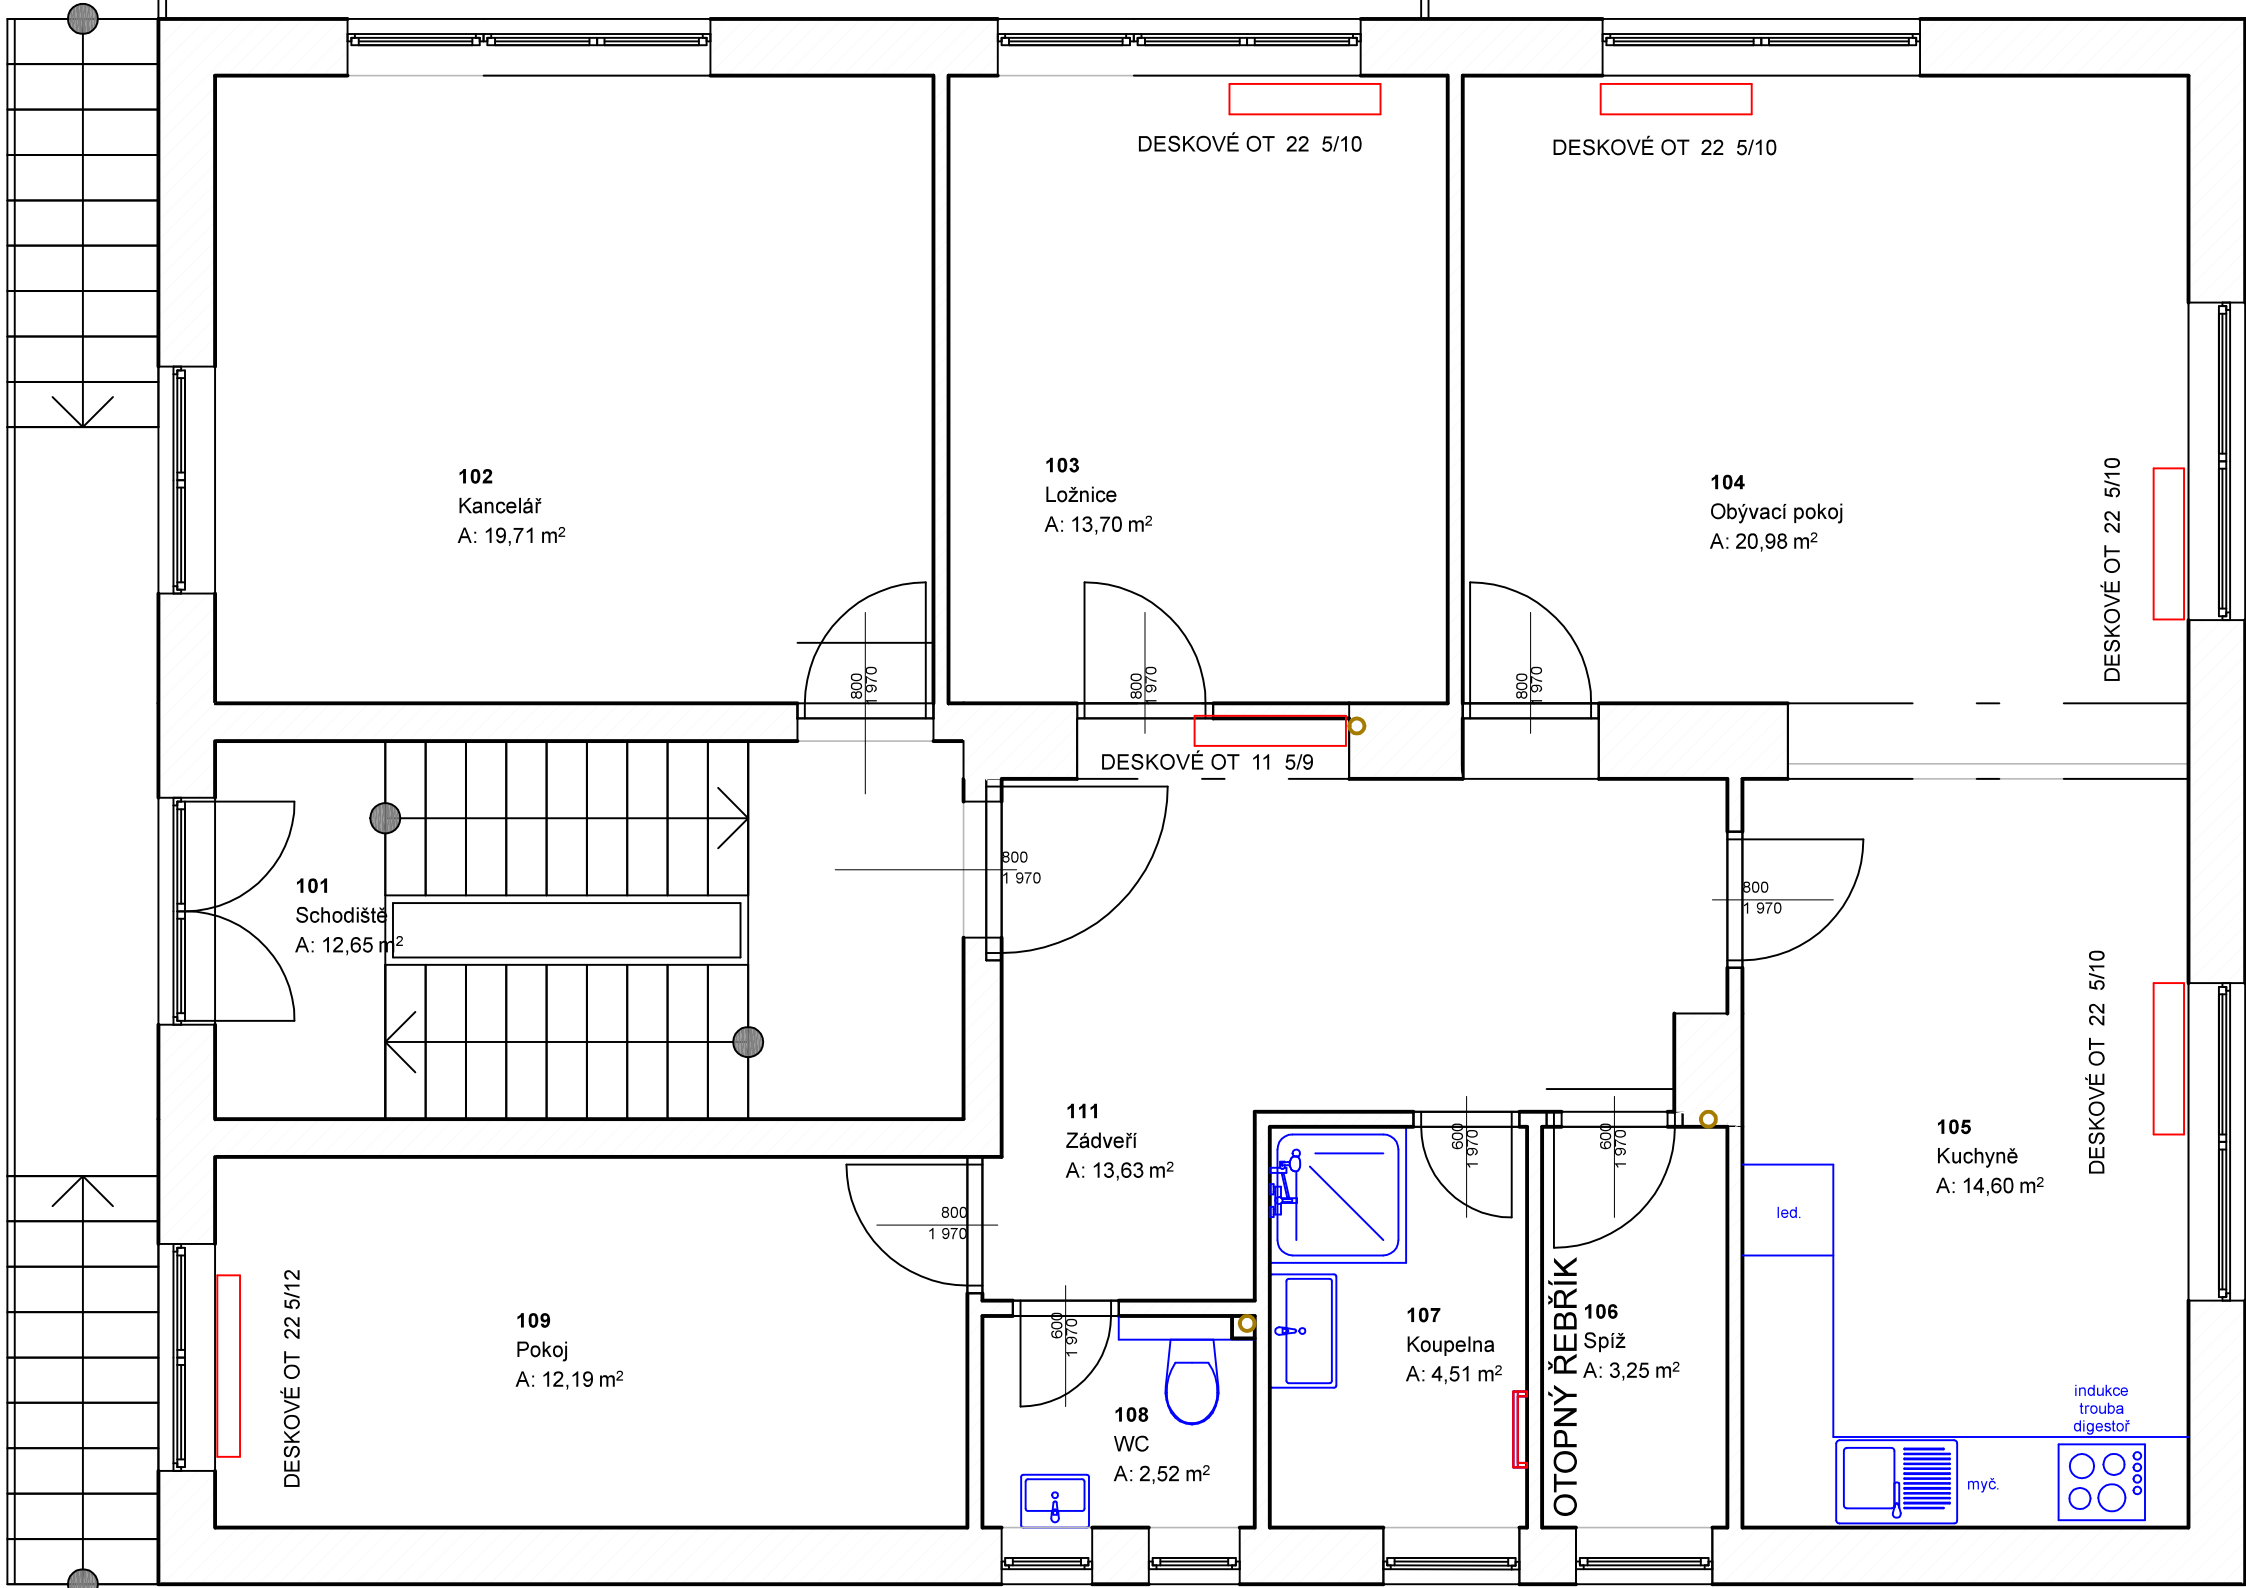 DESKOVÉ OT 22 5/10
DESKOVÉ OT 22 5/10
102
Kancelář
A: 19,71 m²
103
Ložnice
A: 13,70 m²
104
Obývací pokoj
A: 20,98 m²
DESKOVÉ OT 22 5/10
800
1 970
800
1 970
800
1 970
DESKOVÉ OT 11 5/9
101
Schodiště
A: 12,65 m²
800
1 970
800
1 970
111
Zádveří
A: 13,63 m²
600
1 970
600
1 970
105
Kuchyně
A: 14,60 m²
DESKOVÉ OT 22 5/10
led.
800
1 970
DESKOVÉ OT 22 5/12
109
Pokoj
A: 12,19 m²
600
1 970
108
WC
A: 2,52 m²
107
Koupelna
A: 4,51 m²
OTOPNÝ ŘEBŘÍK
106
Spíž
A: 3,25 m²
indukce
trouba
digestoř
myč.